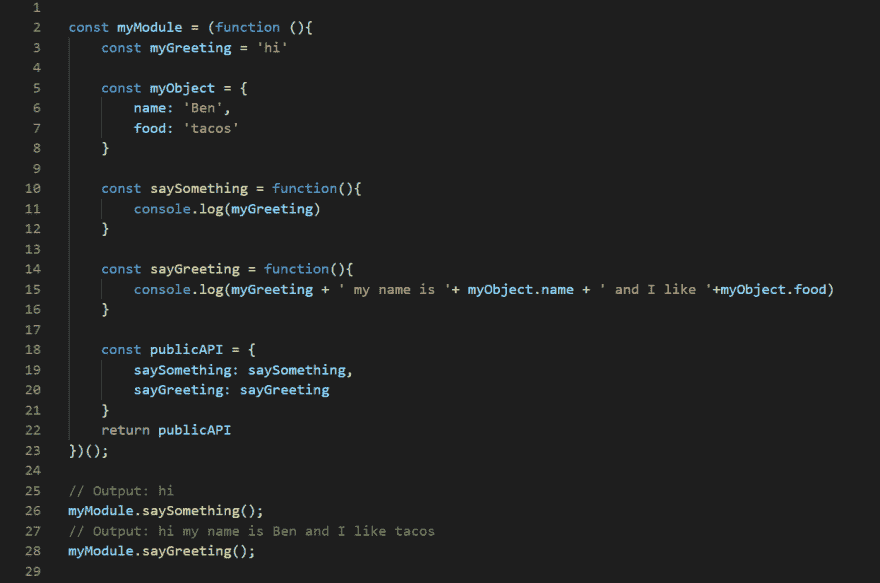 1
2 const myModule = (function (){
3     const myGreeting = 'hi'
4
5     const myObject = {
6         name: 'Ben',
7         food: 'tacos'
8     }
9
10     const saySomething = function(){
11         console.log(myGreeting)
12     }
13
14     const sayGreeting = function(){
15         console.log(myGreeting + ' my name is '+ myObject.name + ' and I like '+myObject.food)
16     }
17
18     const publicAPI = {
19         saySomething: saySomething,
20         sayGreeting: sayGreeting
21     }
22     return publicAPI
23 })();
24
25 // Output: hi
26 myModule.saySomething();
27 // Output: hi my name is Ben and I like tacos
28 myModule.sayGreeting();
29